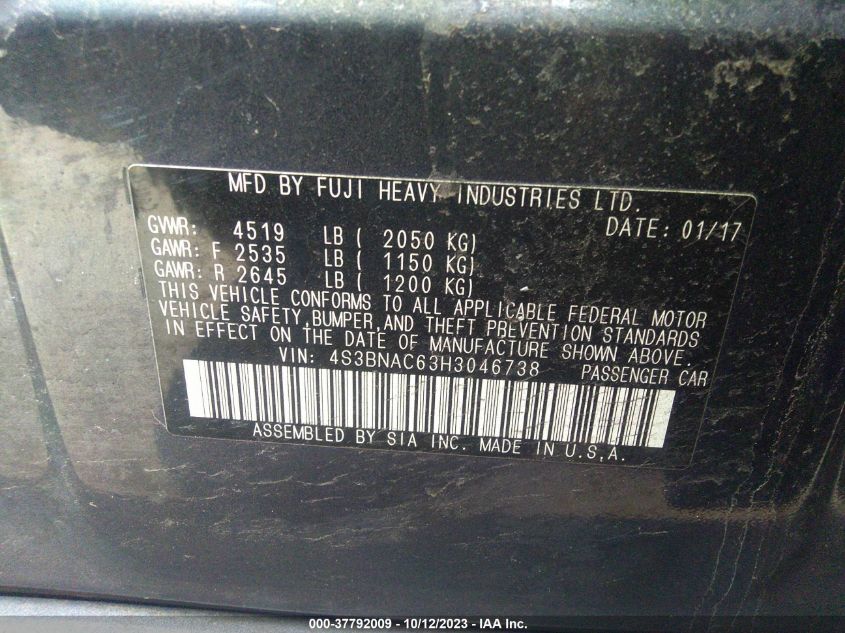 MFD BY FUJI HEAVY INDUSTRIES LTD.
DATE: 01/17
GVWR: 4519 LB ( 2050 KG)
GAWR: F 2535 LB ( 1150 KG)
GAWR: R 2645 LB ( 1200 KG)
THIS VEHICLE CONFORMS TO ALL APPLICABLE FEDERAL MOTOR
VEHICLE SAFETY,BUMPER,AND THEFT PREVENTION STANDARDS
IN EFFECT ON THE DATE OF MANUFACTURE SHOWN ABOVE.
VIN: 4S3BNAC63H3046738 PASSENGER CAR
ASSEMBLED BY SIA INC. MADE IN U.S.A.
000-37792009 - 10/12/2023 - IAA Inc.